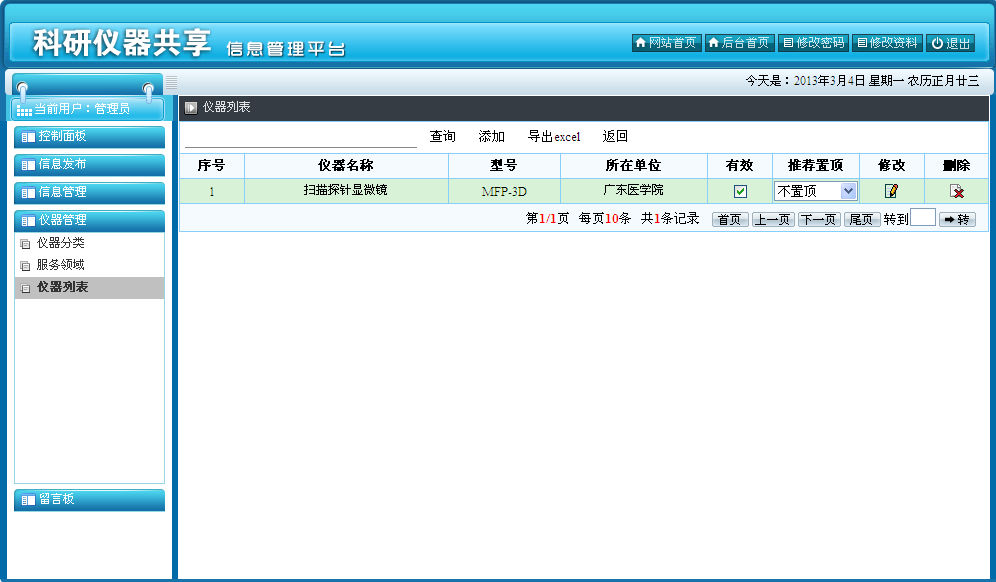 科研仪器共享 信息管理平台
网站首页 后台首页 修改密码 修改资料 退出
今天是：2013年3月4日 星期一 农历正月廿三
当前用户：管理员
控制面板
信息发布
信息管理
仪器管理
仪器分类
服务领域
仪器列表
留言板
仪器列表
查询 添加 导出excel 返回
序号 仪器名称 型号 所在单位 有效 推荐置顶 修改 删除
1 扫描探针显微镜 MFP-3D 广东医学院 不置顶
第1/1页 每页10条 共1条记录 首页 上一页 下一页 尾页 转到 转